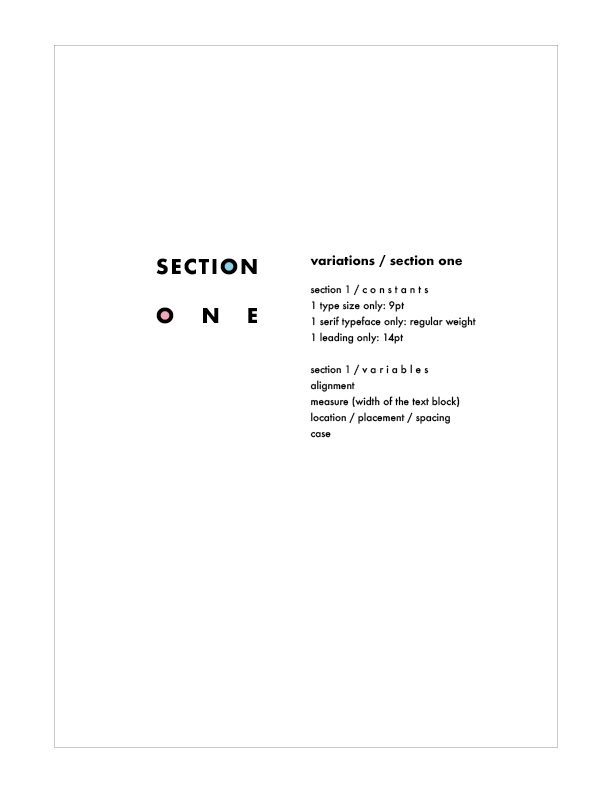 SECTION
O N E
variations / section one
section 1 / c o n s t a n t s
1 type size only: 9pt
1 serif typeface only: regular weight
1 leading only: 14pt
section 1 / v a r i a b l e s
alignment
measure (width of the text block)
location / placement / spacing
case